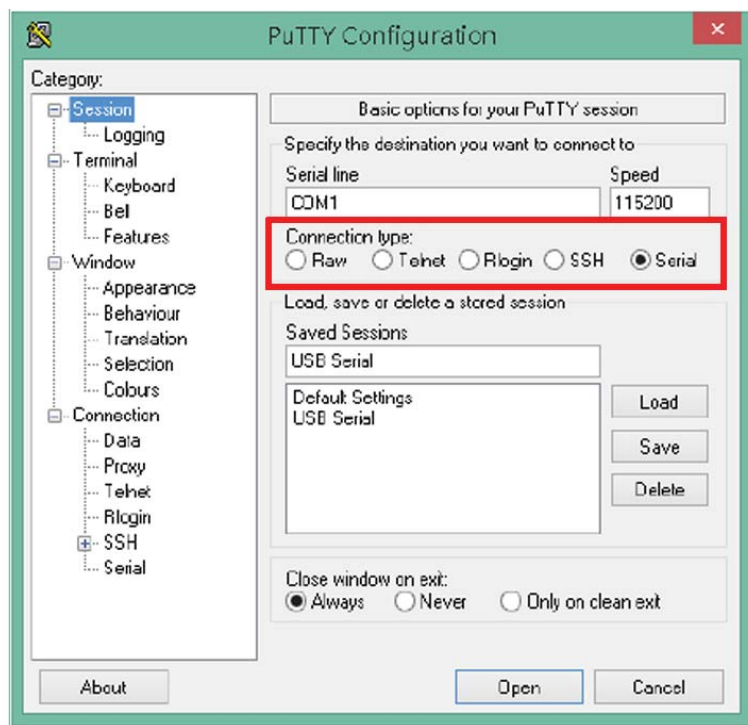 PuTTY Configuration
Category:
Session
Logging
Terminal
Keyboard
Bell
Features
Window
Appearance
Behaviour
Translation
Selection
Colours
Connection
Data
Proxy
Telnet
Rlogin
SSH
Serial
Basic options for your PuTTY session
Specify the destination you want to connect to
Serial line Speed
COM1 115200
Connection type:
Raw Telnet Rlogin SSH Serial
Load, save or delete a stored session
Saved Sessions
USB Serial
Default Settings
USB Serial
Load
Save
Delete
Close window on exit:
Always Never Only on clean exit
About Open Cancel